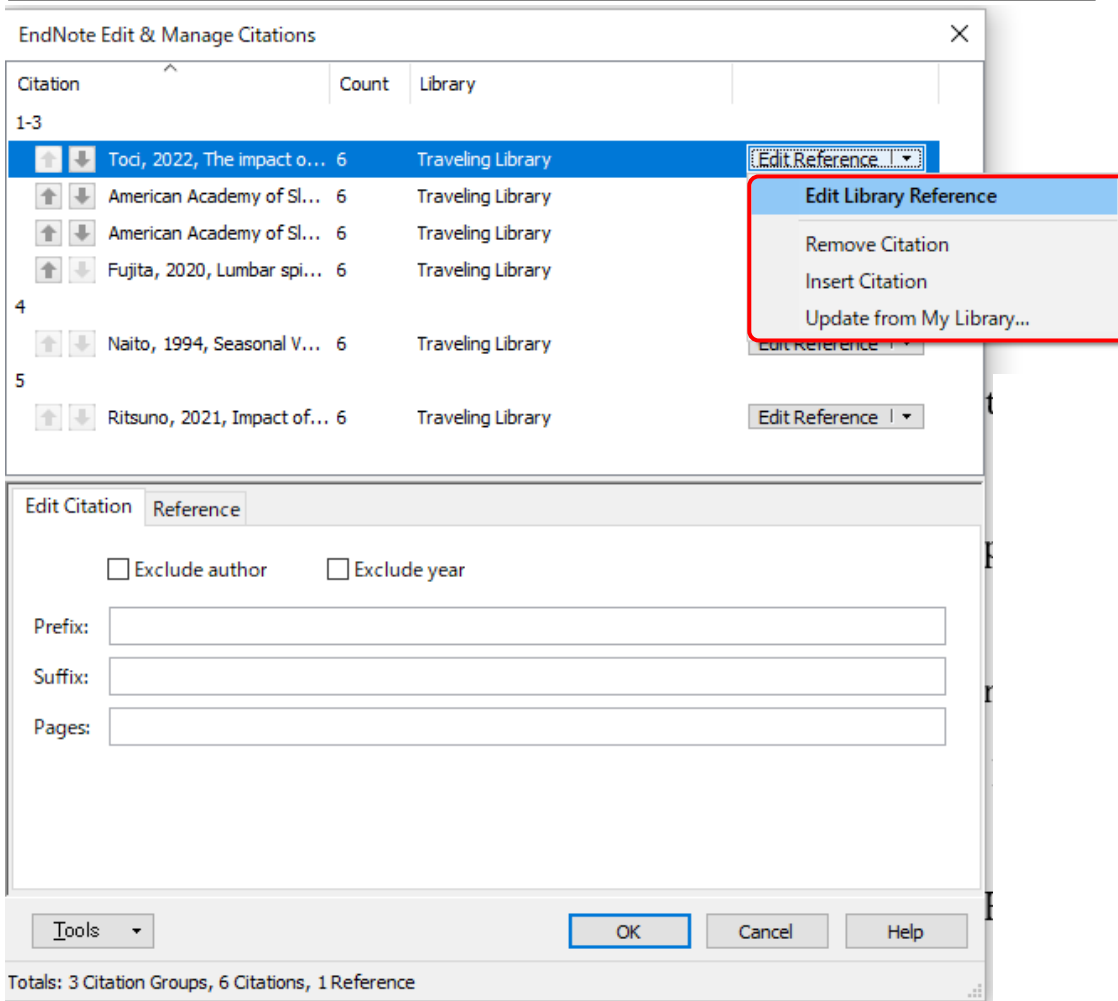 EndNote Edit & Manage Citations
Citation Count Library
1-3
Toci, 2022, The impact o... 6 Traveling Library Edit Reference
American Academy of Sl... 6 Traveling Library Edit Library Reference
American Academy of Sl... 6 Traveling Library Remove Citation
Fujita, 2020, Lumbar spi... 6 Traveling Library Insert Citation
Update from My Library...
4
Naito, 1994, Seasonal V... 6 Traveling Library Edit Reference
5
Ritsuno, 2021, Impact of... 6 Traveling Library Edit Reference
Edit Citation Reference
Exclude author Exclude year
Prefix:
Suffix:
Pages:
Tools OK Cancel Help
Totals: 3 Citation Groups, 6 Citations, 1 Reference